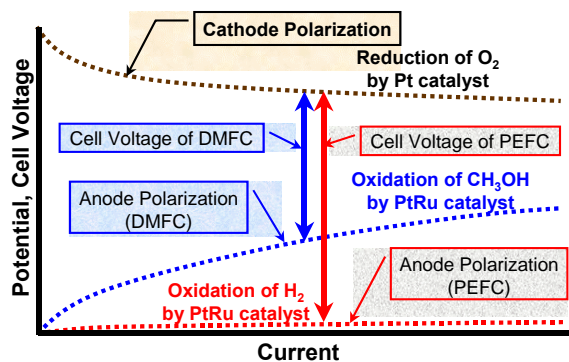 Cathode Polarization
Reduction of O₂
by Pt catalyst
Cell Voltage of DMFC
Cell Voltage of PEFC
Oxidation of CH₃OH
by PtRu catalyst
Anode Polarization
(DMFC)
Anode Polarization
(PEFC)
Oxidation of H₂
by PtRu catalyst
Potential, Cell Voltage
Current